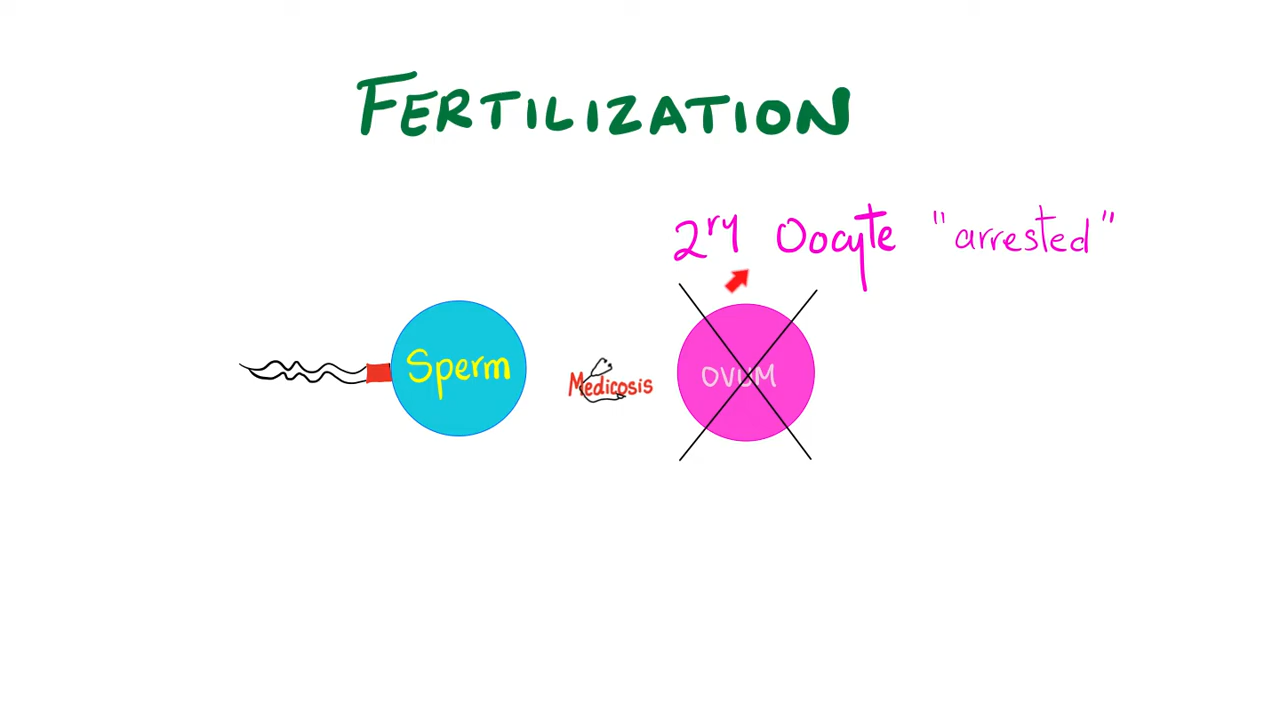 FERTILIZATION
2ry Oocyte "arrested"
Sperm
Medicosis
OVUM